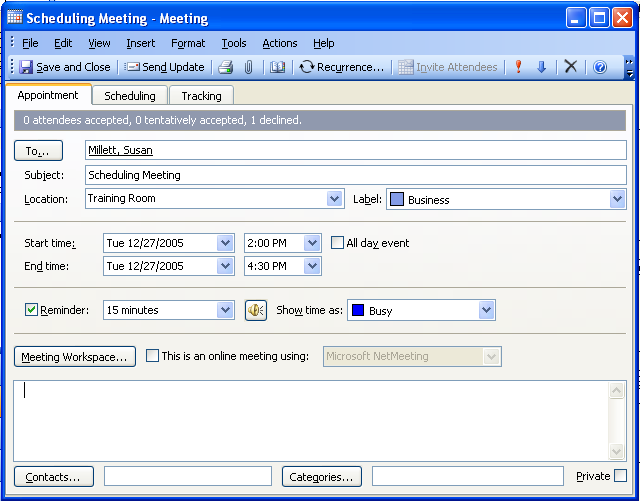 Scheduling Meeting - Meeting
File Edit View Insert Format Tools Actions Help
Save and Close Send Update Recurrence... Invite Attendees
Appointment Scheduling Tracking
0 attendees accepted, 0 tentatively accepted, 1 declined.
To... Millett, Susan
Subject: Scheduling Meeting
Location: Training Room Label: Business
Start time: Tue 12/27/2005 2:00 PM All day event
End time: Tue 12/27/2005 4:30 PM
Reminder: 15 minutes Show time as: Busy
Meeting Workspace... This is an online meeting using: Microsoft NetMeeting
Contacts... Categories... Private